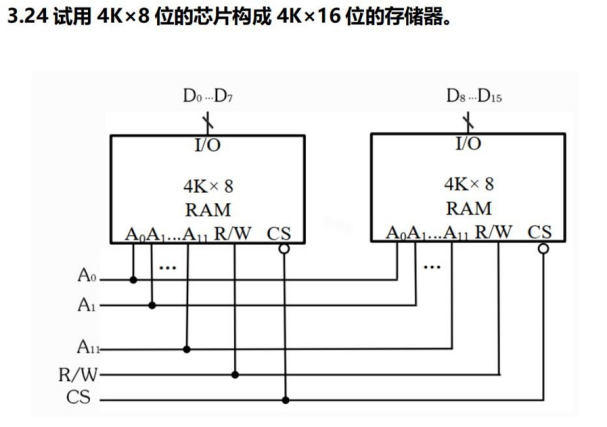 3.24 试用 4K×8 位的芯片构成 4K×16 位的存储器。
D0…D7 D8…D15
I/O I/O
4K× 8 4K× 8
RAM RAM
A0A1…A11 R/W CS A0A1…A11 R/W CS
… …
A0
A1
A11
R/W
CS